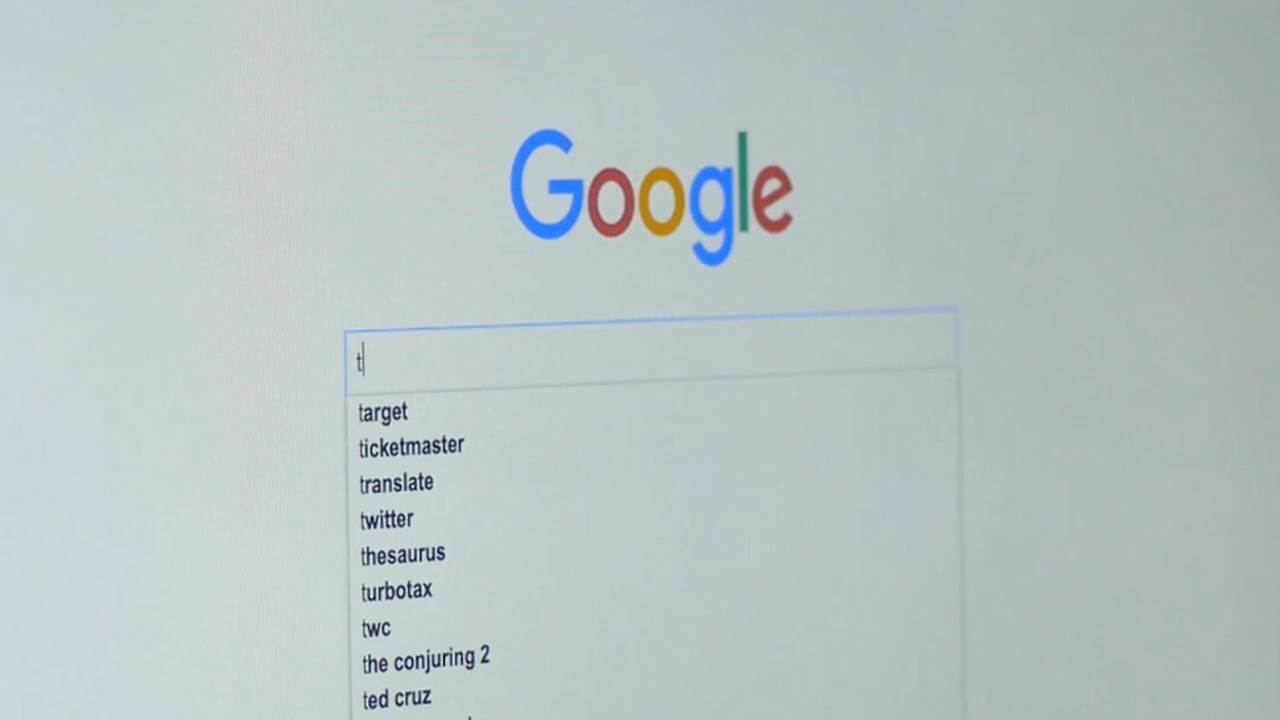 Google
t
target
ticketmaster
translate
twitter
thesaurus
turbotax
twc
the conjuring 2
ted cruz